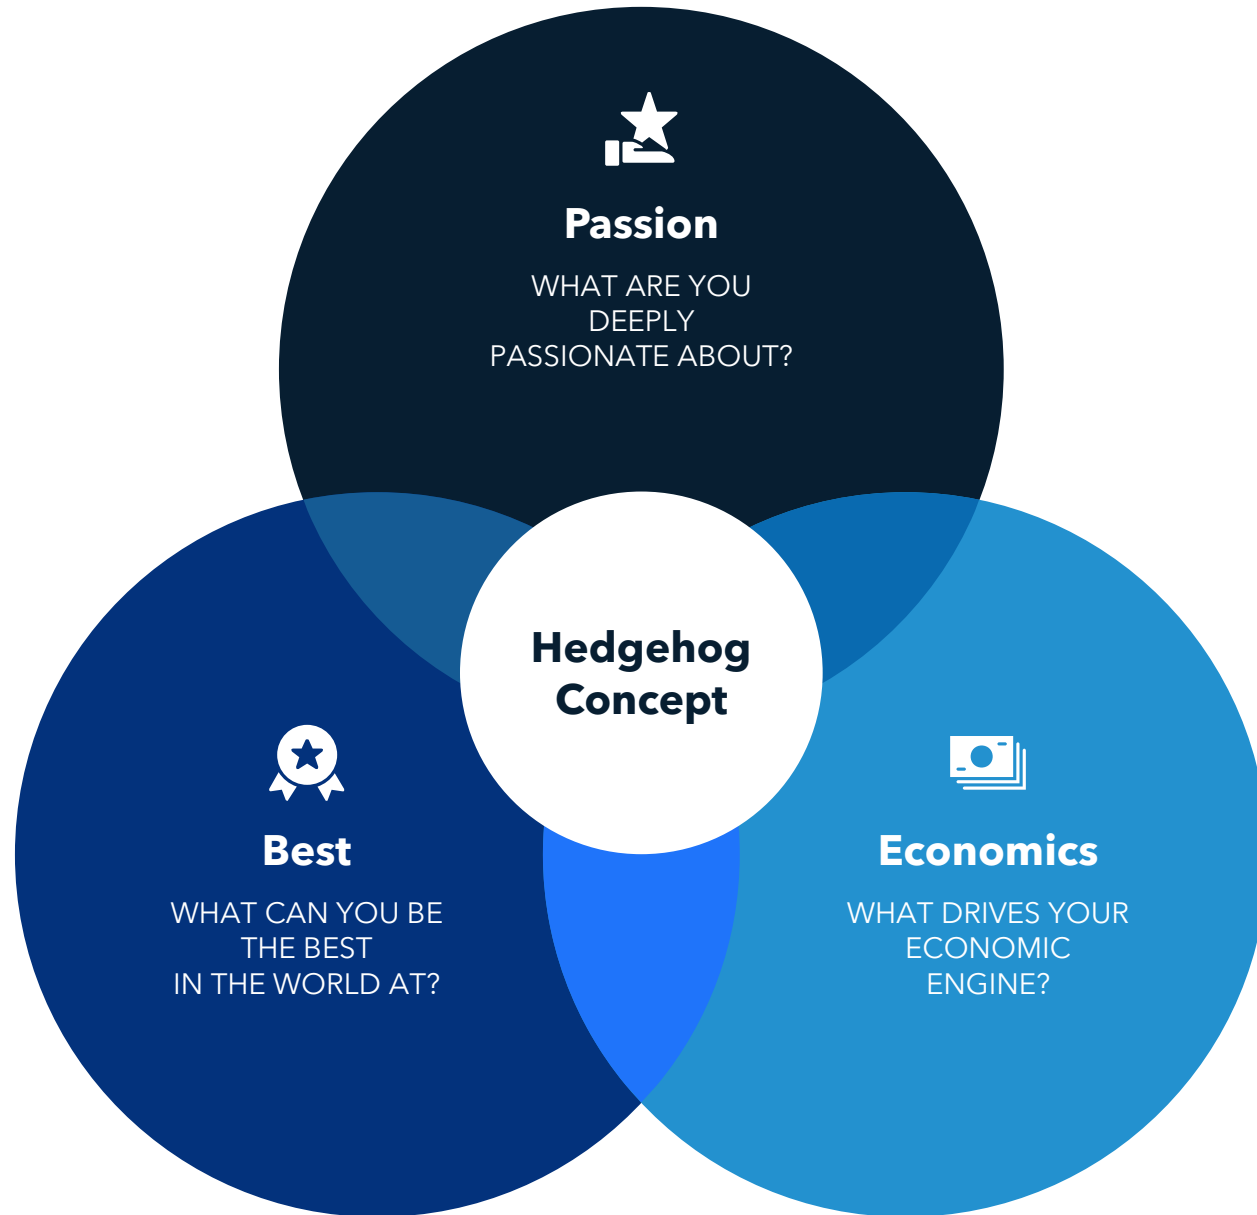 Passion
WHAT ARE YOU
DEEPLY
PASSIONATE ABOUT?
Hedgehog
Concept
Best
WHAT CAN YOU BE
THE BEST
IN THE WORLD AT?
Economics
WHAT DRIVES YOUR
ECONOMIC
ENGINE?